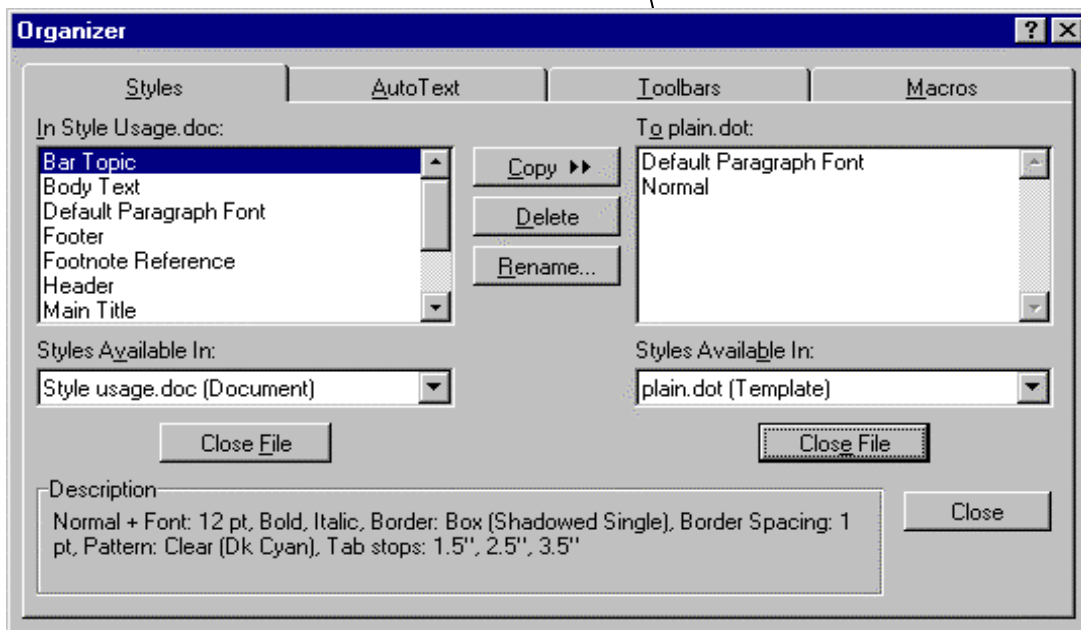 Organizer
Styles AutoText Toolbars Macros
In Style Usage.doc: To plain.dot:
Bar Topic
Body Text
Default Paragraph Font
Footer
Footnote Reference
Header
Main Title
Copy
Delete
Rename...
Default Paragraph Font
Normal
Styles Available In: Styles Available In:
Style usage.doc (Document) plain.dot (Template)
Close File Close File
Description
Normal + Font: 12 pt, Bold, Italic, Border: Box (Shadowed Single), Border Spacing: 1
pt, Pattern: Clear (Dk Cyan), Tab stops: 1.5", 2.5", 3.5"
Close